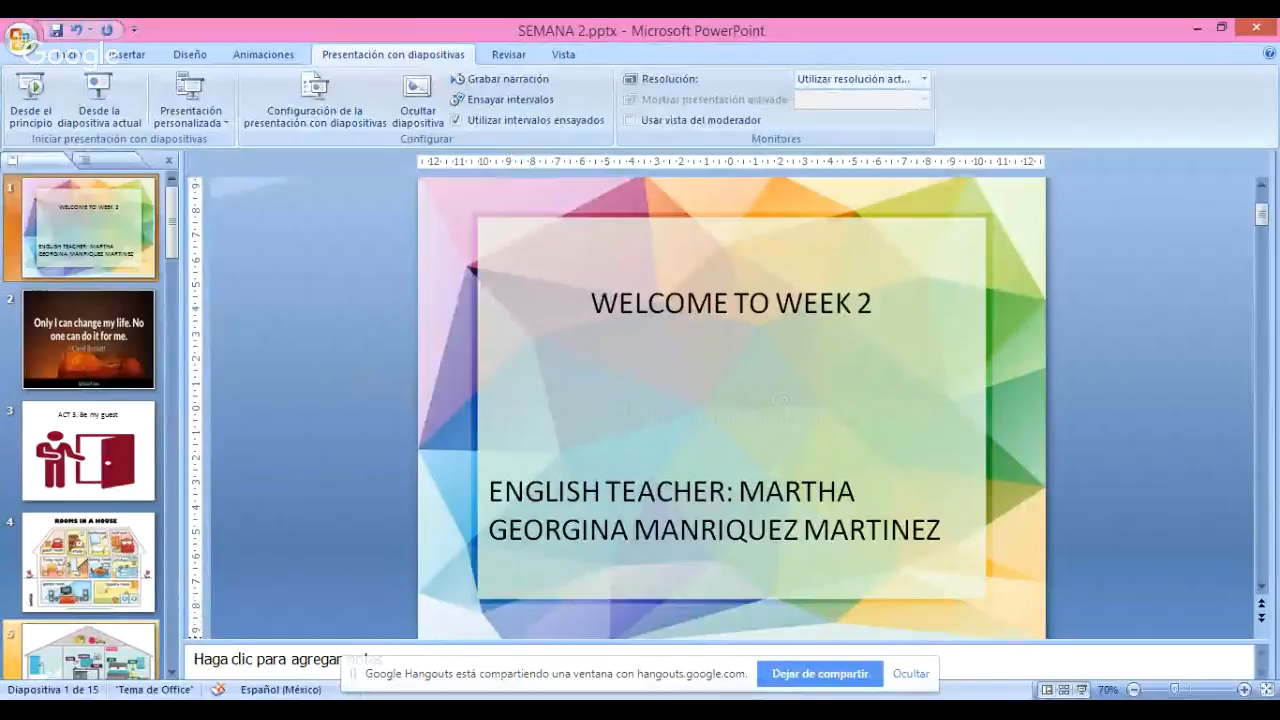 SEMANA 2.pptx - Microsoft PowerPoint
Google
Insertar Diseño Animaciones Presentación con diapositivas Revisar Vista
Desde el principio
Desde la diapositiva actual
Presentación personalizada
Iniciar presentación con diapositivas
Configuración de la presentación con diapositivas
Ocultar diapositiva
Grabar narración
Ensayar intervalos
Utilizar intervalos ensayados
Configurar
Resolución: Utilizar resolución act...
Mostrar presentación activada
Usar vista del moderador
Monitores
1
WELCOME TO WEEK 2
ENGLISH TEACHER: MARTHA
GEORGINA MANRIQUEZ MARTINEZ
2
Only I can change my life. No
one can do it for me.
3
ACT 3. Be my guest
4
ROOMS IN A HOUSE
5
WELCOME TO WEEK 2
ENGLISH TEACHER: MARTHA
GEORGINA MANRIQUEZ MARTINEZ
Haga clic para agregar notas
Google Hangouts está compartiendo una ventana con hangouts.google.com. Dejar de compartir Ocultar
Diapositiva 1 de 15 "Tema de Office" Español (México) 70%